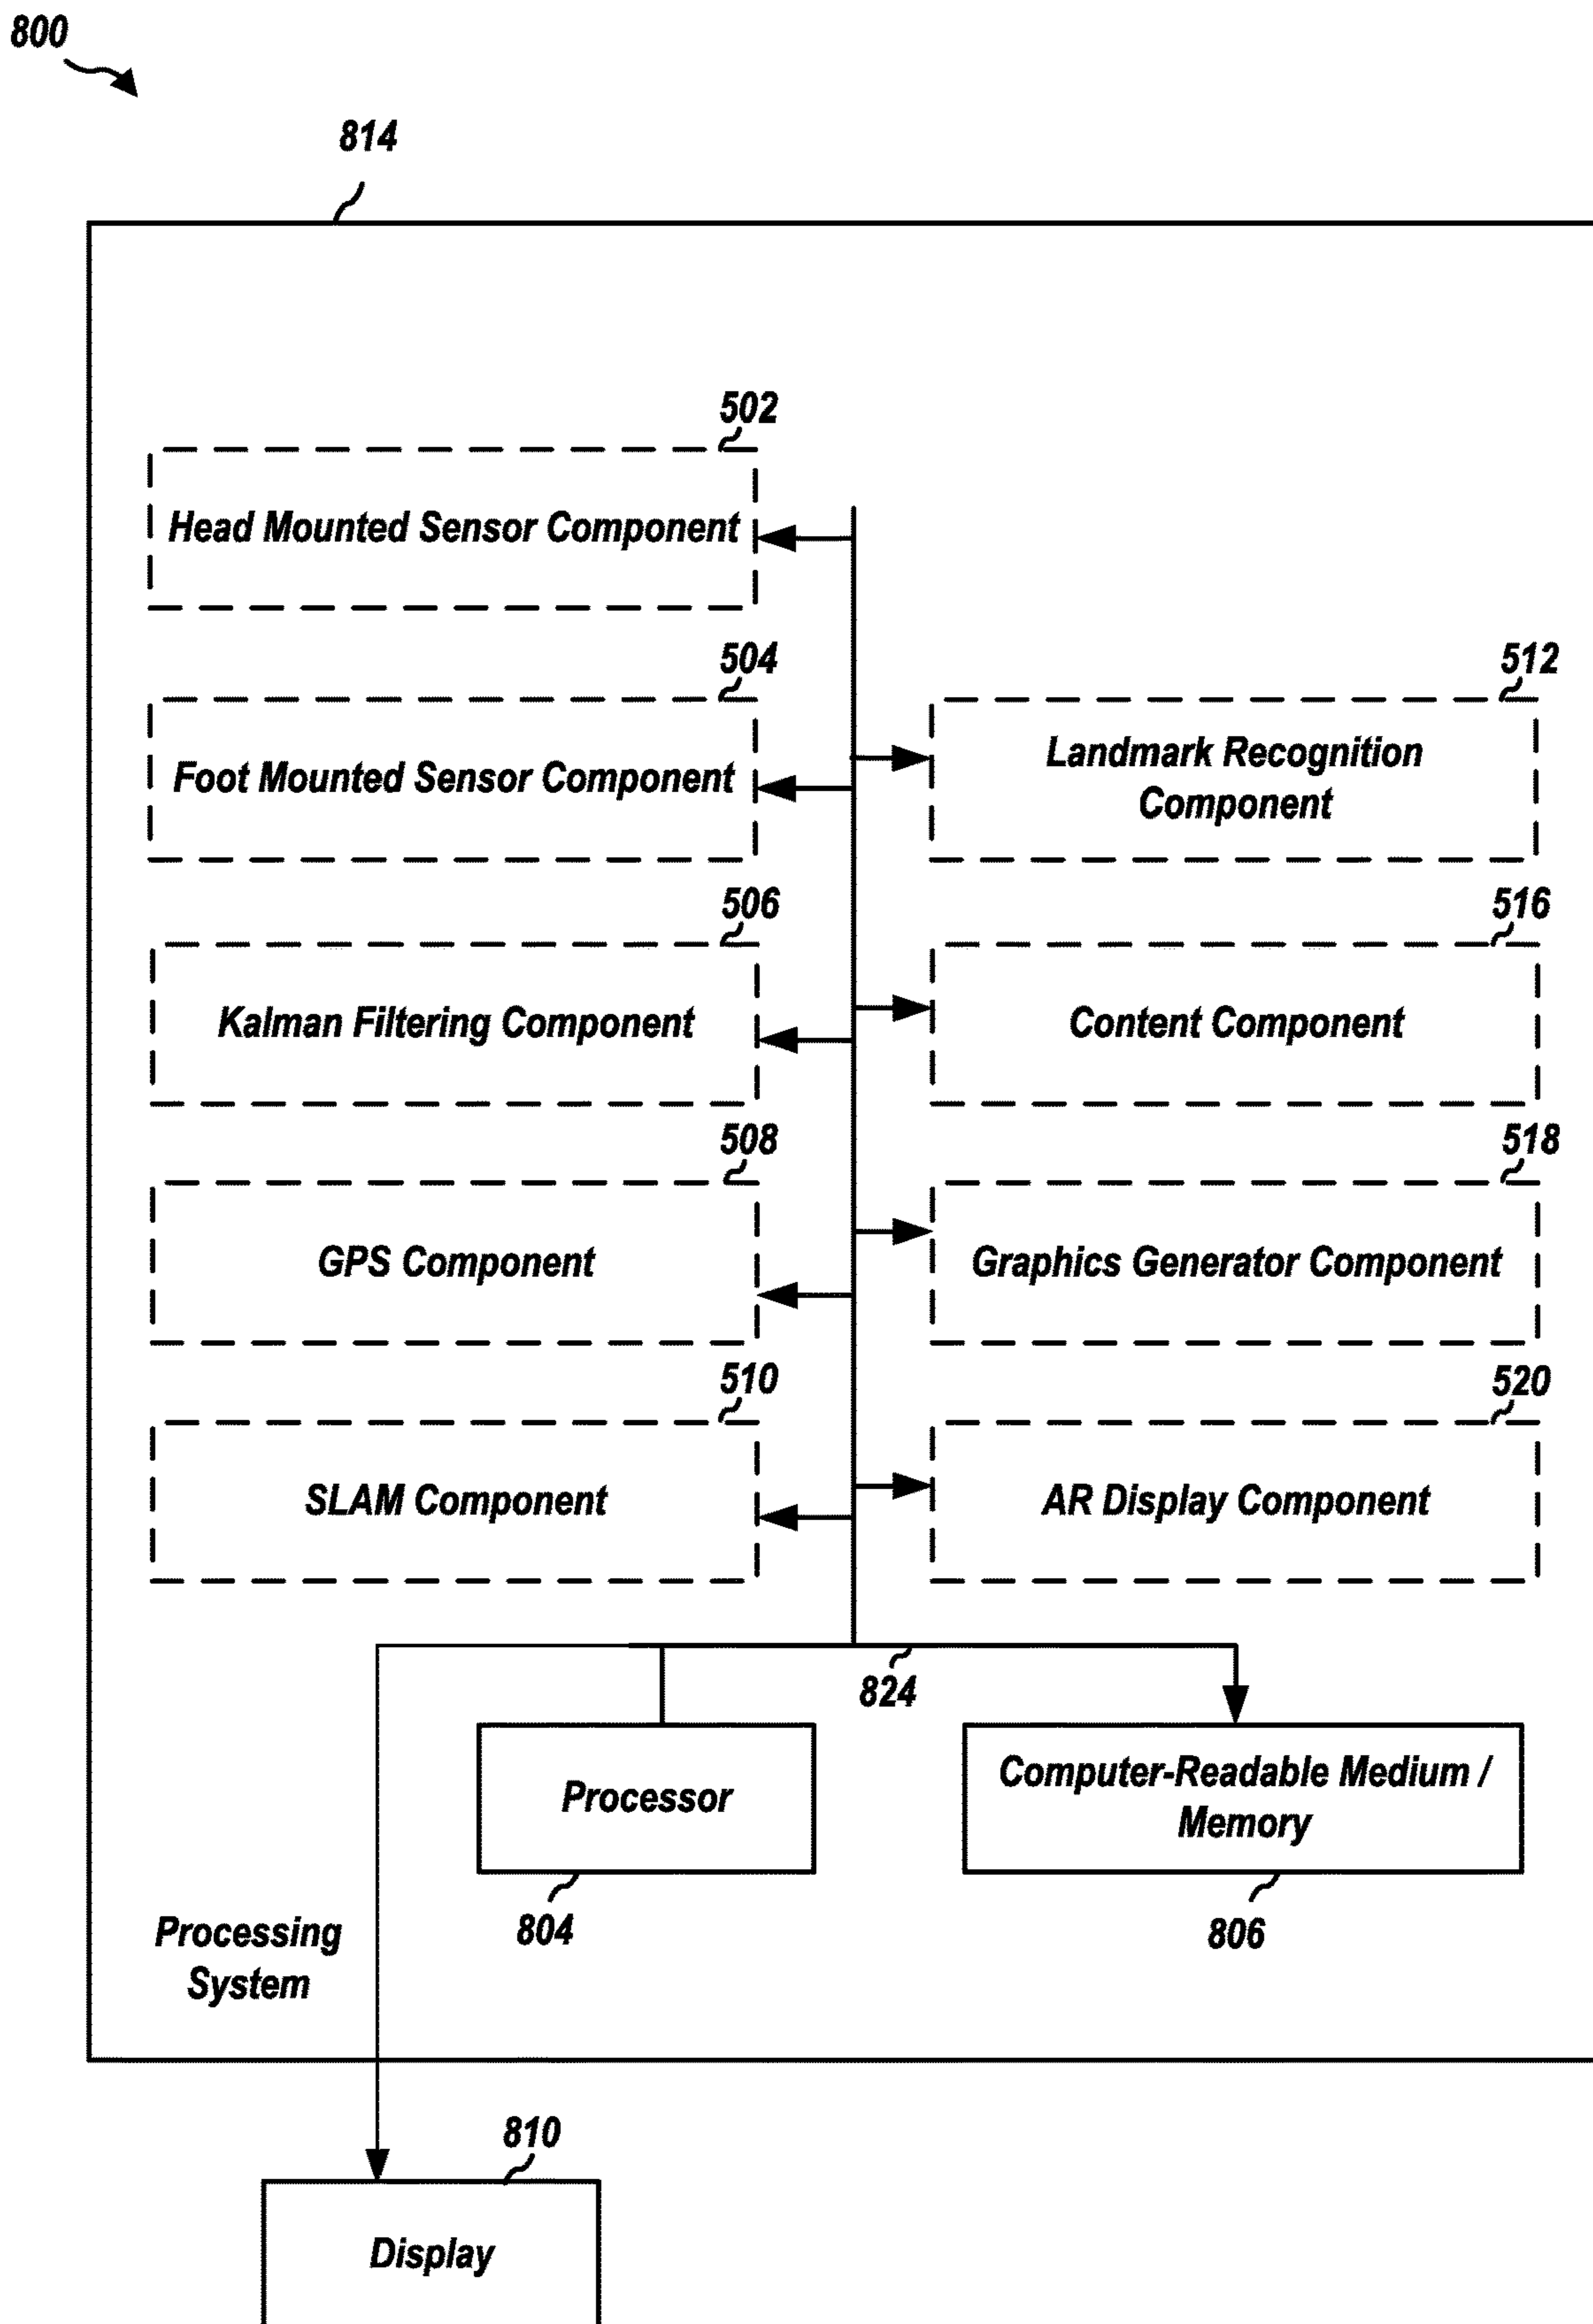 800
814
502
Head Mounted Sensor Component
504
Foot Mounted Sensor Component
512
Landmark Recognition
Component
506
Kalman Filtering Component
516
Content Component
508
GPS Component
518
Graphics Generator Component
510
SLAM Component
520
AR Display Component
824
Processor
804
Computer-Readable Medium /
Memory
806
Processing
System
810
Display